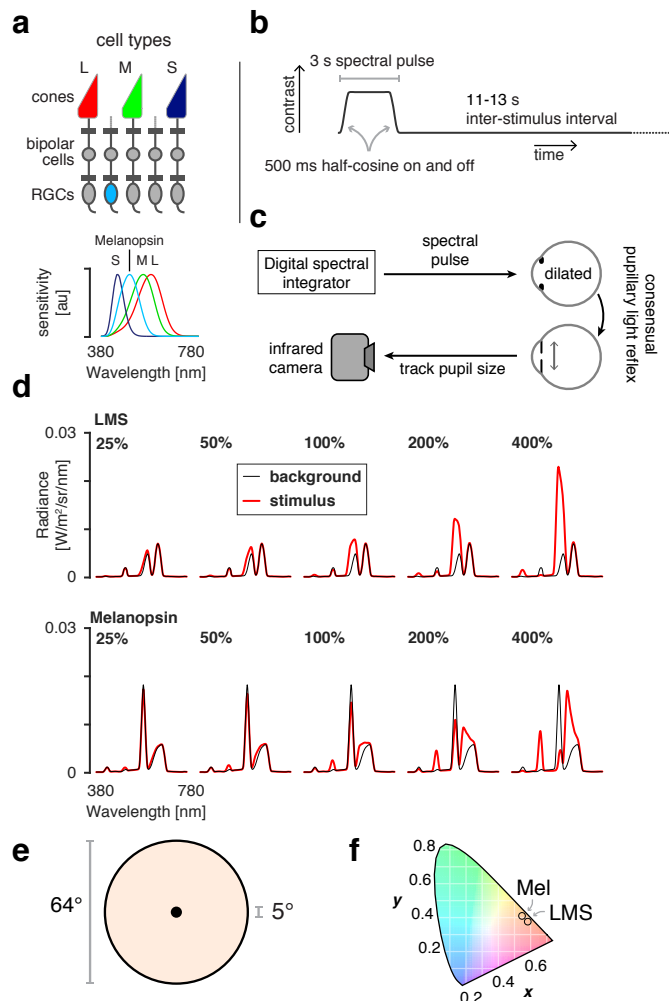 a
cell types
L M S
cones
bipolar
cells
RGCs
Melanopsin
S M L
sensitivity
[au]
380 780
Wavelength [nm]
b
3 s spectral pulse
contrast
11-13 s
inter-stimulus interval
500 ms half-cosine on and off
time
c
Digital spectral
integrator
spectral
pulse
dilated
consensual
pupillary light reflex
infrared
camera
track pupil size
d
LMS
25% 50% 100% 200% 400%
0.03
Radiance
[W/m²/sr/nm]
0
background
stimulus
Melanopsin
25% 50% 100% 200% 400%
0.03
0
380 780
Wavelength [nm]
e
64°
5°
f
0.8
0.6
y
0.4
0.2
0.2
0.4
0.6
x
Mel
LMS